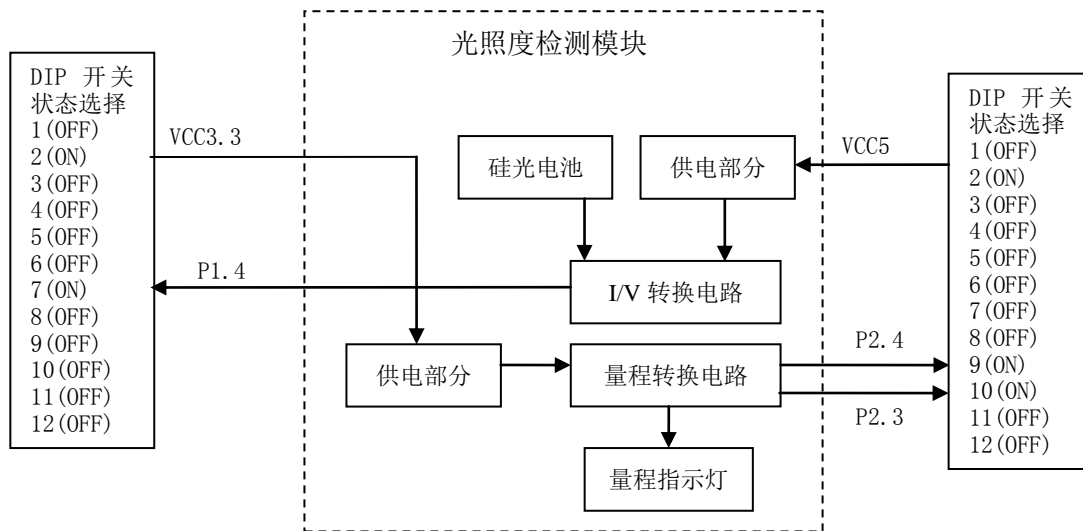 光照度检测模块
DIP 开关
状态选择
1(OFF)
2(ON)
3(OFF)
4(OFF)
5(OFF)
6(OFF)
7(ON)
8(OFF)
9(OFF)
10(OFF)
11(OFF)
12(OFF)
VCC3.3
P1.4
硅光电池
供电部分
I/V 转换电路
供电部分
量程转换电路
量程指示灯
VCC5
P2.4
P2.3
DIP 开关
状态选择
1(OFF)
2(ON)
3(OFF)
4(OFF)
5(OFF)
6(OFF)
7(OFF)
8(OFF)
9(ON)
10(ON)
11(OFF)
12(OFF)